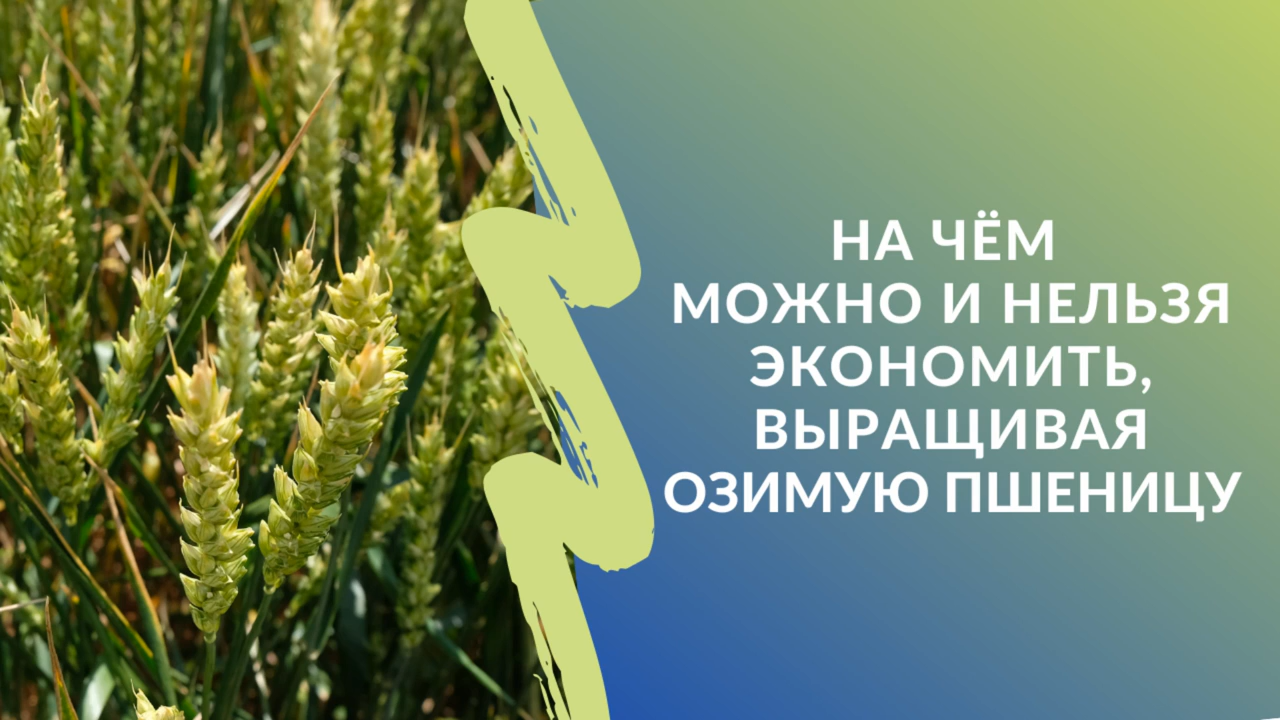 НА ЧЁМ
МОЖНО И НЕЛЬЗЯ
ЭКОНОМИТЬ,
ВЫРАЩИВАЯ
ОЗИМУЮ ПШЕНИЦУ